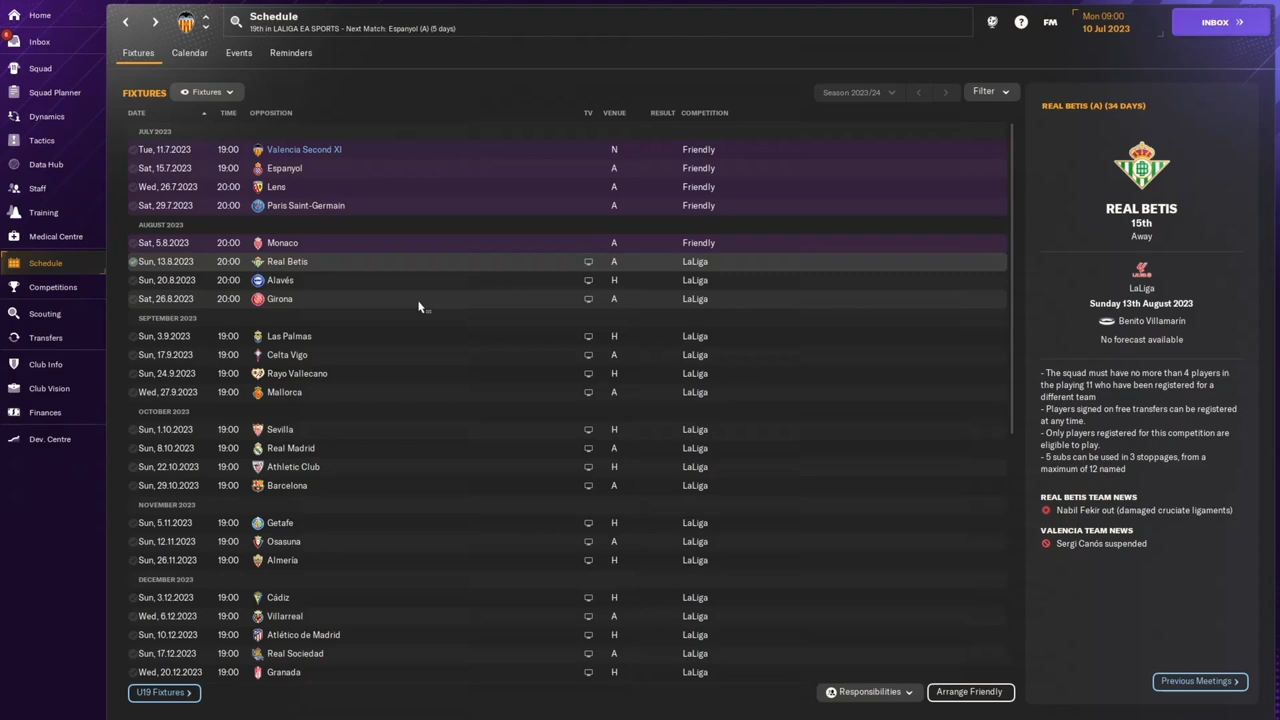 Home
Inbox
Squad
Squad Planner
Dynamics
Tactics
Data Hub
Staff
Training
Medical Centre
Schedule
Competitions
Scouting
Transfers
Club Info
Club Vision
Finances
Dev. Centre
Schedule
19th in LALIGA EA SPORTS - Next Match: Espanyol (A) (5 days)
? FM
Mon 09:00
10 Jul 2023
INBOX
Fixtures Calendar Events Reminders
FIXTURES Fixtures Season 2023/24 Filter
DATE TIME OPPOSITION TV VENUE RESULT COMPETITION
JULY 2023
Tue, 11.7.2023 19:00 Valencia Second XI N Friendly
Sat, 15.7.2023 19:00 Espanyol A Friendly
Wed, 26.7.2023 20:00 Lens A Friendly
Sat, 29.7.2023 20:00 Paris Saint-Germain A Friendly
AUGUST 2023
Sat, 5.8.2023 20:00 Monaco A Friendly
Sun, 13.8.2023 20:00 Real Betis A LaLiga
Sun, 20.8.2023 20:00 Alavés H LaLiga
Sat, 26.8.2023 20:00 Girona A LaLiga
SEPTEMBER 2023
Sun, 3.9.2023 19:00 Las Palmas H LaLiga
Sun, 17.9.2023 19:00 Celta Vigo A LaLiga
Sun, 24.9.2023 19:00 Rayo Vallecano H LaLiga
Wed, 27.9.2023 19:00 Mallorca A LaLiga
OCTOBER 2023
Sun, 1.10.2023 19:00 Sevilla H LaLiga
Sun, 8.10.2023 19:00 Real Madrid A LaLiga
Sun, 22.10.2023 19:00 Athletic Club H LaLiga
Sun, 29.10.2023 19:00 Barcelona A LaLiga
NOVEMBER 2023
Sun, 5.11.2023 19:00 Getafe H LaLiga
Sun, 12.11.2023 19:00 Osasuna A LaLiga
Sun, 26.11.2023 19:00 Almería H LaLiga
DECEMBER 2023
Sun, 3.12.2023 19:00 Cádiz H LaLiga
Wed, 6.12.2023 19:00 Villarreal A LaLiga
Sun, 10.12.2023 19:00 Atlético de Madrid H LaLiga
Sun, 17.12.2023 19:00 Real Sociedad A LaLiga
Wed, 20.12.2023 19:00 Granada H LaLiga
U19 Fixtures Responsibilities Arrange Friendly
REAL BETIS (A) (34 DAYS)
REAL BETIS
15th
Away
LaLiga
Sunday 13th August 2023
Benito Villamarín
No forecast available
- The squad must have no more than 4 players in
the playing 11 who have been registered for a
different team
- Players signed on free transfers can be registered
at any time.
- Only players registered for this competition are
eligible to play.
- 5 subs can be used in 3 stoppages, from a
maximum of 12 named
REAL BETIS TEAM NEWS
Nabil Fekir out (damaged cruciate ligaments)
VALENCIA TEAM NEWS
Sergi Canós suspended
Previous Meetings